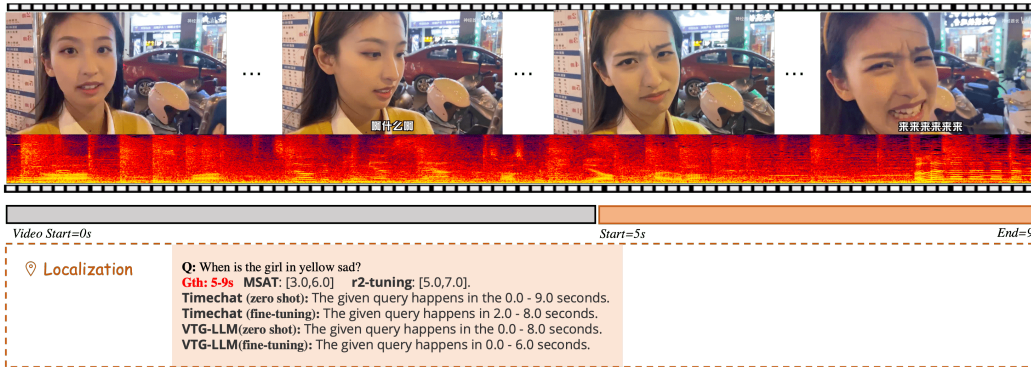 啊什么啊
来来来来来来
Video Start=0s
Start=5s
End=9
Localization
Q: When is the girl in yellow sad?
Gth: 5-9s MSAT: [3.0,6.0] r2-tuning: [5.0,7.0].
Timechat (zero shot): The given query happens in the 0.0 - 9.0 seconds.
Timechat (fine-tuning): The given query happens in 2.0 - 8.0 seconds.
VTG-LLM(zero shot): The given query happens in the 0.0 - 8.0 seconds.
VTG-LLM(fine-tuning): The given query happens in 0.0 - 6.0 seconds.